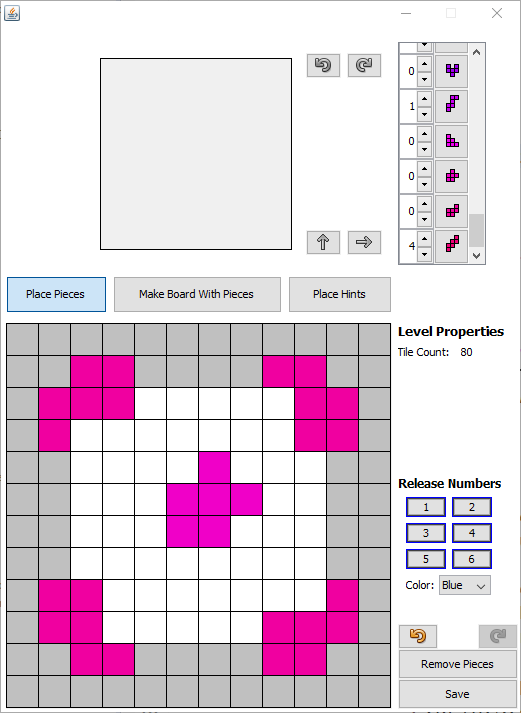 0
1
0
0
0
4
Place Pieces
Make Board With Pieces
Place Hints
Level Properties
Tile Count: 80
Release Numbers
1 2
3 4
5 6
Color: Blue
Remove Pieces
Save